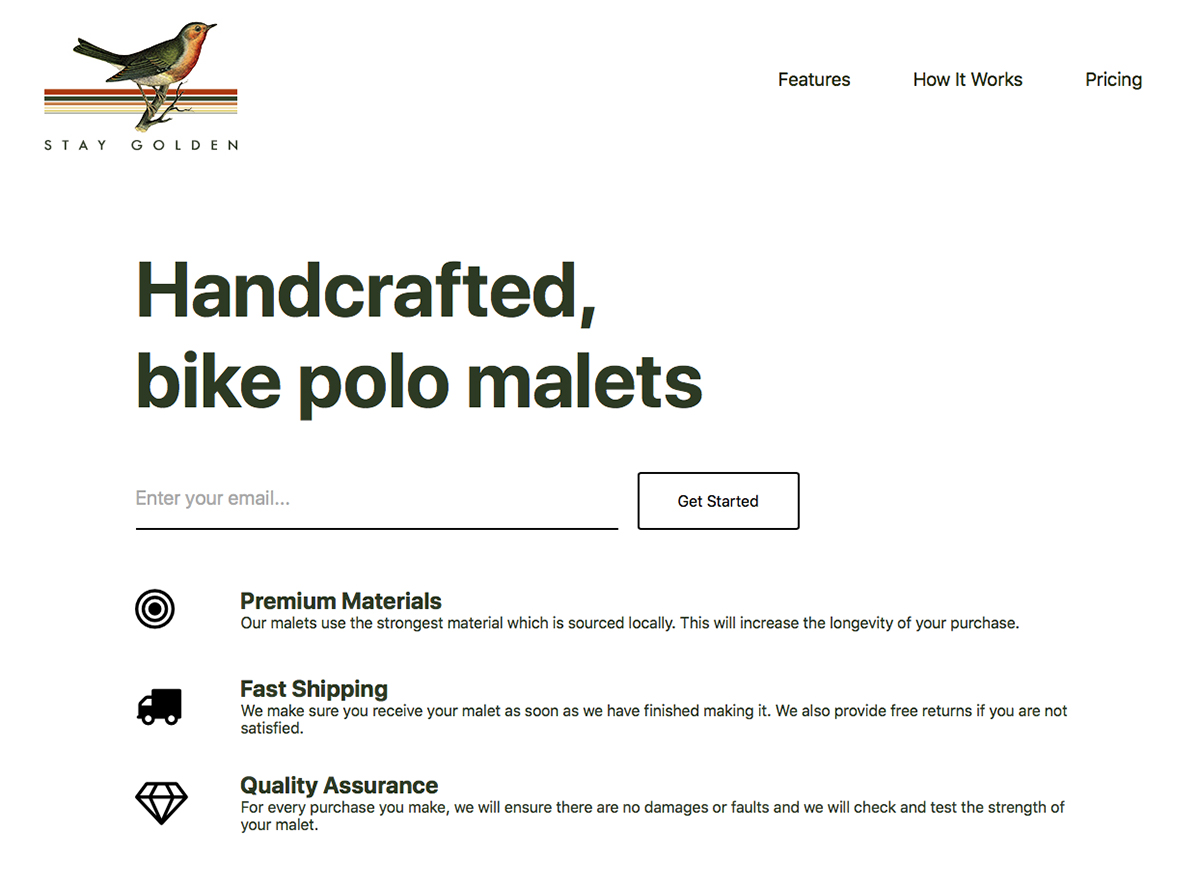 STAY GOLDEN
Features
How It Works
Pricing
Handcrafted,
bike polo malets
Enter your email...
Get Started
Premium Materials
Our malets use the strongest material which is sourced locally. This will increase the longevity of your purchase.
Fast Shipping
We make sure you receive your malet as soon as we have finished making it. We also provide free returns if you are not
satisfied.
Quality Assurance
For every purchase you make, we will ensure there are no damages or faults and we will check and test the strength of
your malet.